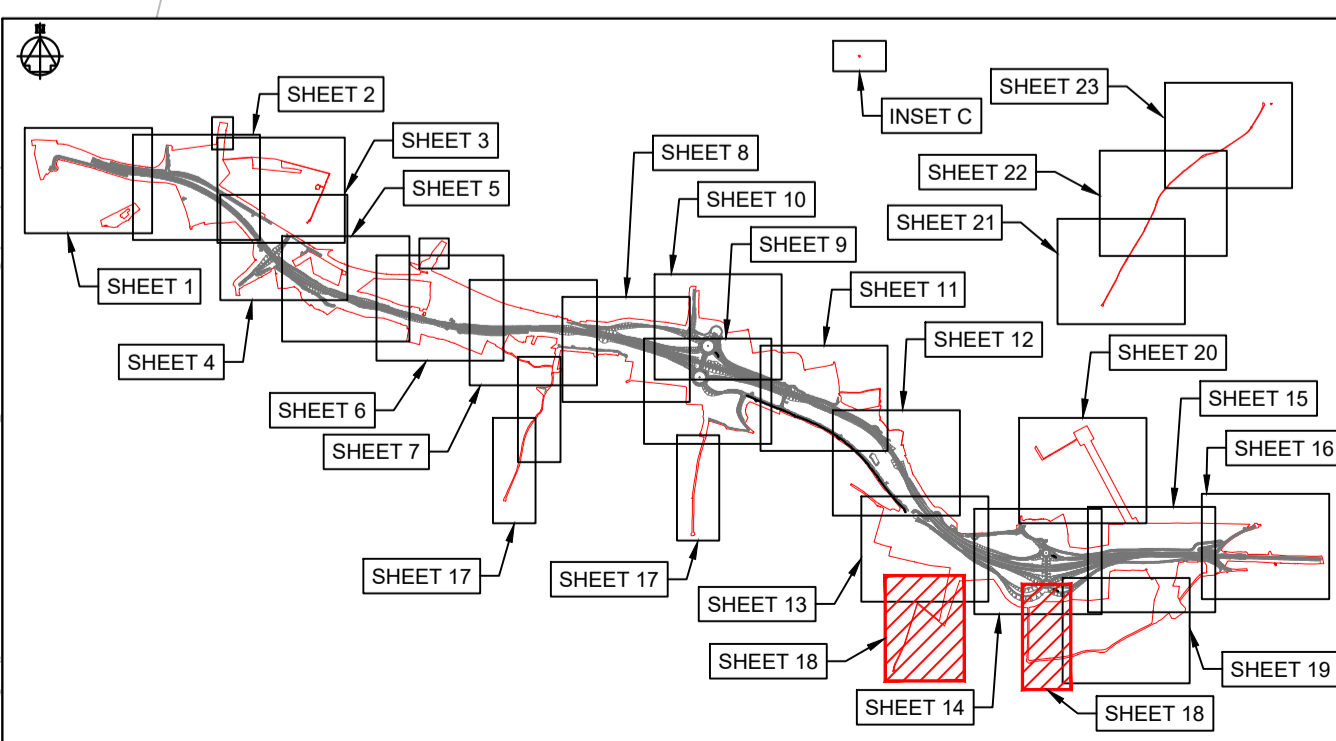 SHEET 2
INSET C
SHEET 23
SHEET 3
SHEET 8
SHEET 22
SHEET 5
SHEET 10
SHEET 21
SHEET 9
SHEET 1
SHEET 11
SHEET 12
SHEET 4
SHEET 20
SHEET 6
SHEET 15
SHEET 7
SHEET 16
SHEET 17
SHEET 17
SHEET 13
SHEET 18
SHEET 19
SHEET 14
SHEET 18